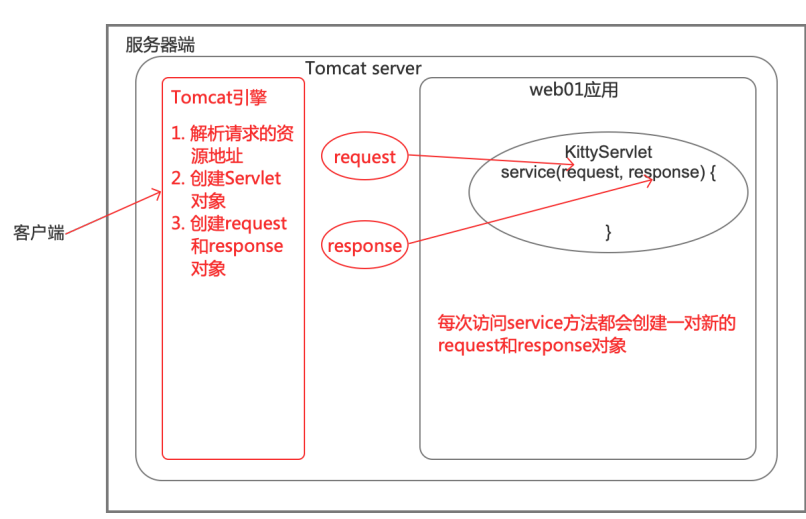 服务器端
Tomcat server
Tomcat引擎
1. 解析请求的资
源地址
2. 创建Servlet
对象
3. 创建request
和response
对象
客户端
request
response
web01应用
KittyServlet
service(request, response) {
}
每次访问service方法都会创建一对新的
request和response对象